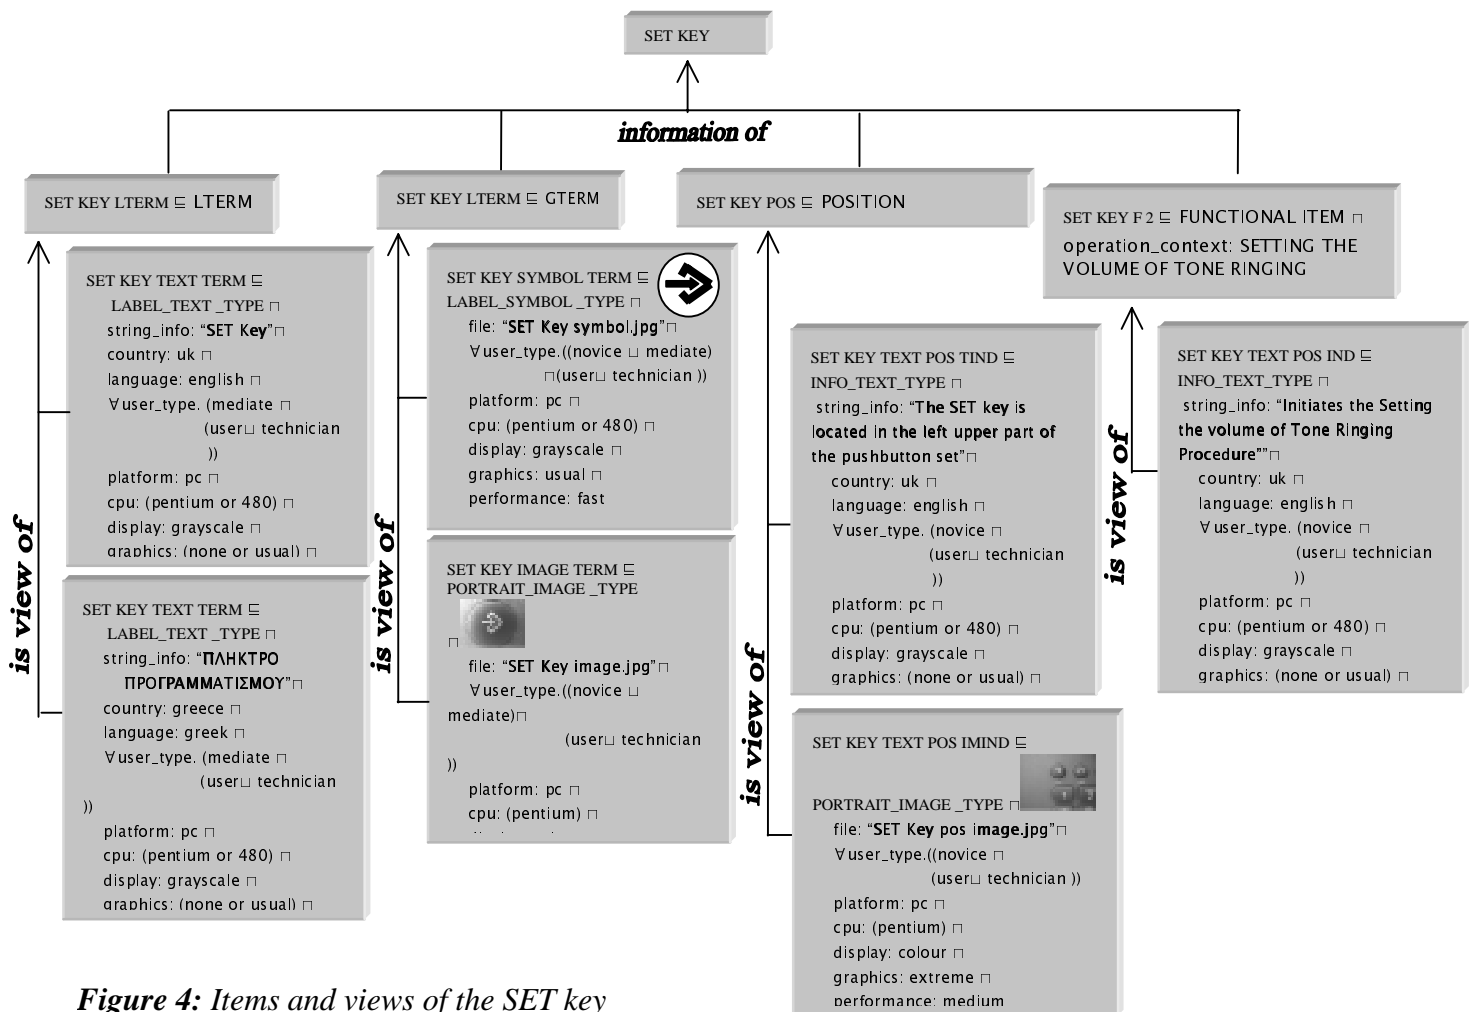 SET KEY
information of
SET KEY LTERM ⊑ LTERM
SET KEY LTERM ⊑ GTERM
SET KEY POS ⊑ POSITION
SET KEY F 2 ⊑ FUNCTIONAL ITEM ⊓
operation_context: SETTING THE
VOLUME OF TONE RINGING
is view of
SET KEY TEXT TERM ⊑
LABEL_TEXT _TYPE ⊓
string_info: “SET Key”⊓
country: uk ⊓
language: english ⊓
∀user_type. (mediate ⊓
(user⊔ technician
))
platform: pc ⊓
cpu: (pentium or 480) ⊓
display: grayscale ⊓
graphics: (none or usual) ⊓
SET KEY TEXT TERM ⊑
LABEL_TEXT _TYPE ⊓
string_info: “ΠΛΗΚΤΡΟ
ΠΡΟΓΡΑΜΜΑΤΙΣΜΟΥ”⊓
country: greece ⊓
language: greek ⊓
∀user_type. (mediate ⊓
(user⊔ technician
))
platform: pc ⊓
cpu: (pentium or 480) ⊓
display: grayscale ⊓
graphics: (none or usual) ⊓
is view of
SET KEY SYMBOL TERM ⊑
LABEL_SYMBOL _TYPE ⊓
file: “SET Key symbol.jpg”⊓
∀user_type.((novice ⊔ mediate)
⊓(user⊔ technician ))
platform: pc ⊓
cpu: (pentium or 480) ⊓
display: grayscale ⊓
graphics: usual ⊓
performance: fast
SET KEY IMAGE TERM ⊑
PORTRAIT_IMAGE _TYPE
⊓
file: “SET Key image.jpg”⊓
∀user_type.((novice ⊔
mediate)⊓
(user⊔ technician
))
platform: pc ⊓
cpu: (pentium) ⊓
is view of
SET KEY TEXT POS TIND ⊑
INFO_TEXT_TYPE ⊓
string_info: “The SET key is
located in the left upper part of
the pushbutton set”⊓
country: uk ⊓
language: english ⊓
∀user_type. (novice ⊓
(user⊔ technician
))
platform: pc ⊓
cpu: (pentium or 480) ⊓
display: grayscale ⊓
graphics: (none or usual) ⊓
SET KEY TEXT POS IMIND ⊑
PORTRAIT_IMAGE _TYPE ⊓
file: “SET Key pos image.jpg”⊓
∀user_type.((novice ⊓
(user⊔ technician ))
platform: pc ⊓
cpu: (pentium) ⊓
display: colour ⊓
graphics: extreme ⊓
performance: medium
is view of
SET KEY TEXT POS IND ⊑
INFO_TEXT_TYPE ⊓
string_info: “Initiates the Setting
the volume of Tone Ringing
Procedure””⊓
country: uk ⊓
language: english ⊓
∀user_type. (novice ⊓
(user⊔ technician
))
platform: pc ⊓
cpu: (pentium or 480) ⊓
display: grayscale ⊓
graphics: (none or usual) ⊓
Figure 4: Items and views of the SET key